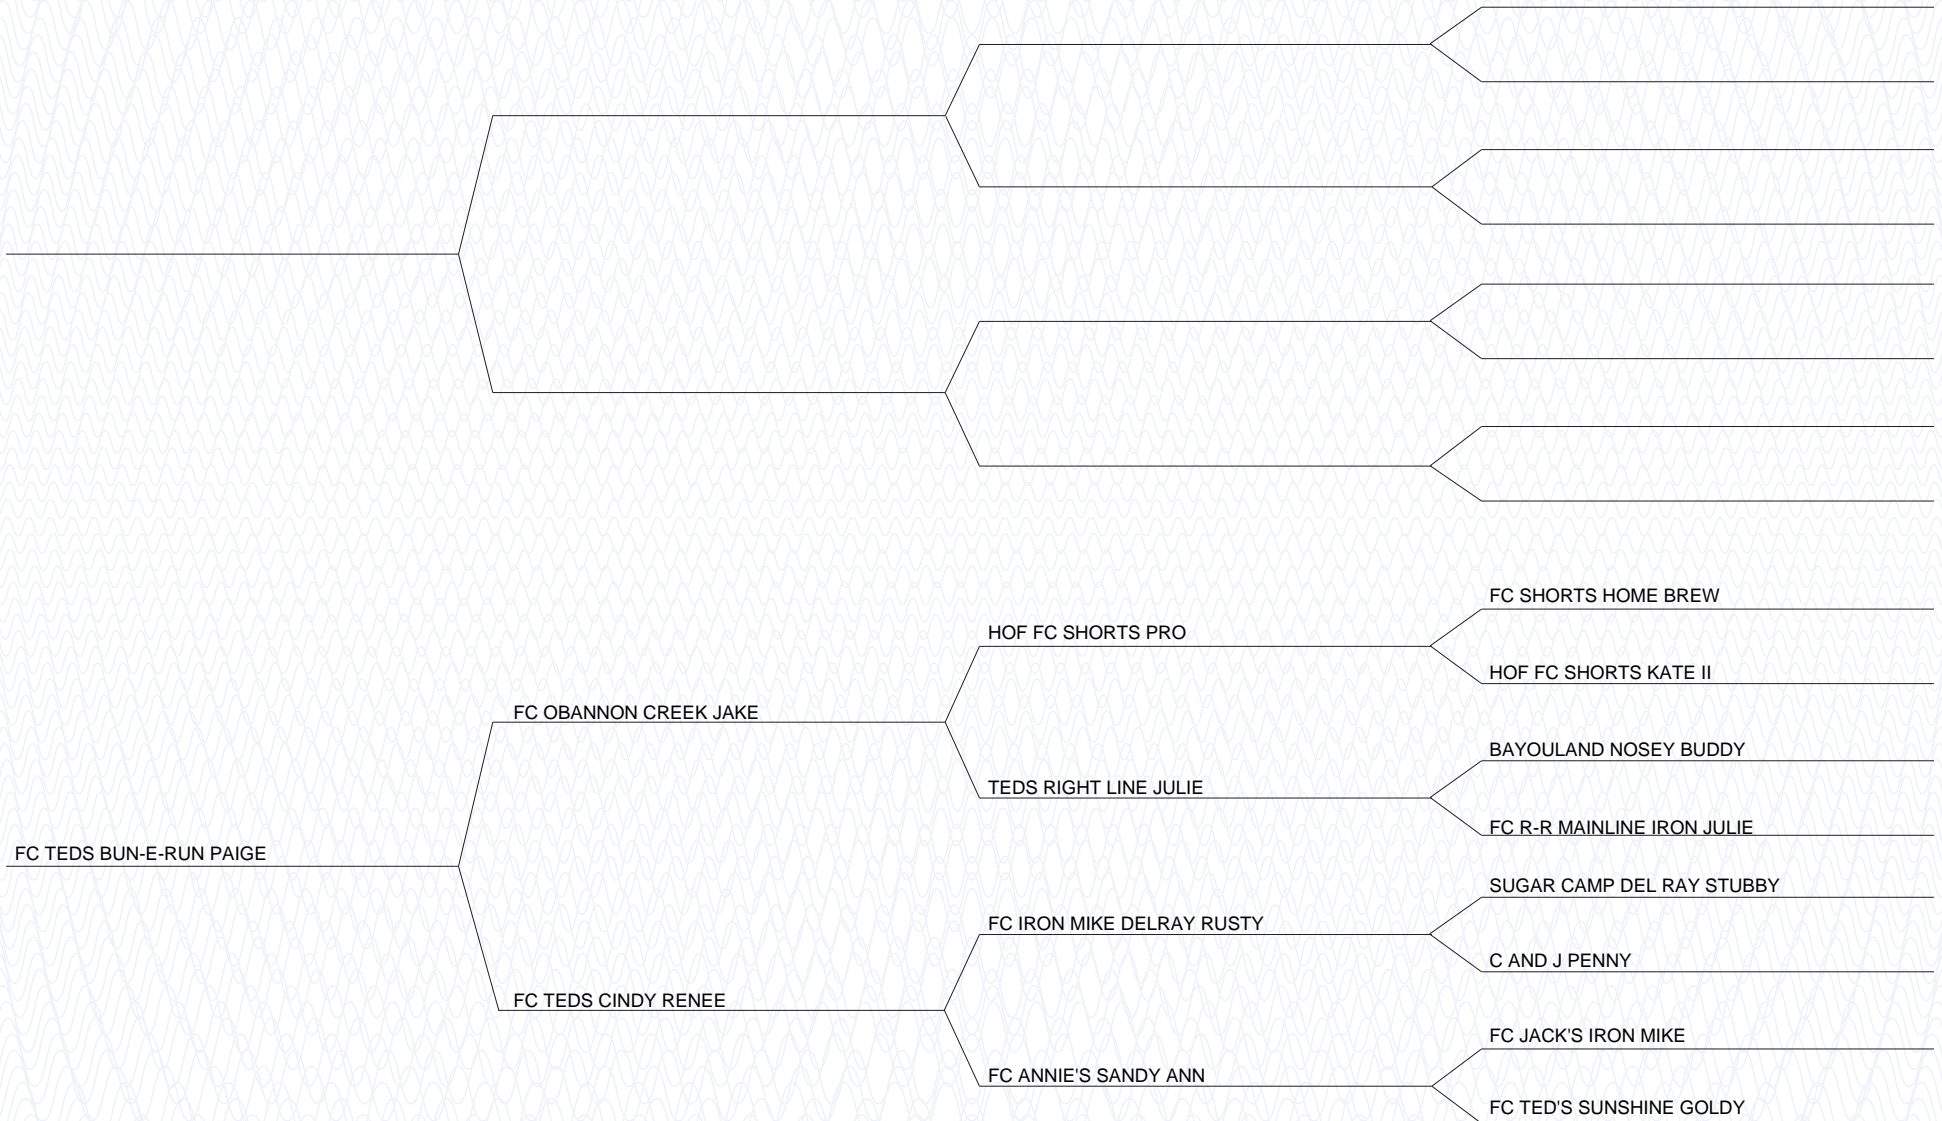 FC SHORTS HOME BREW
HOF FC SHORTS PRO
HOF FC SHORTS KATE II
FC OBANNON CREEK JAKE
BAYOULAND NOSEY BUDDY
TEDS RIGHT LINE JULIE
FC R-R MAINLINE IRON JULIE
FC TEDS BUN-E-RUN PAIGE
SUGAR CAMP DEL RAY STUBBY
FC IRON MIKE DELRAY RUSTY
C AND J PENNY
FC TEDS CINDY RENEE
FC JACK'S IRON MIKE
FC ANNIE'S SANDY ANN
FC TED'S SUNSHINE GOLDY